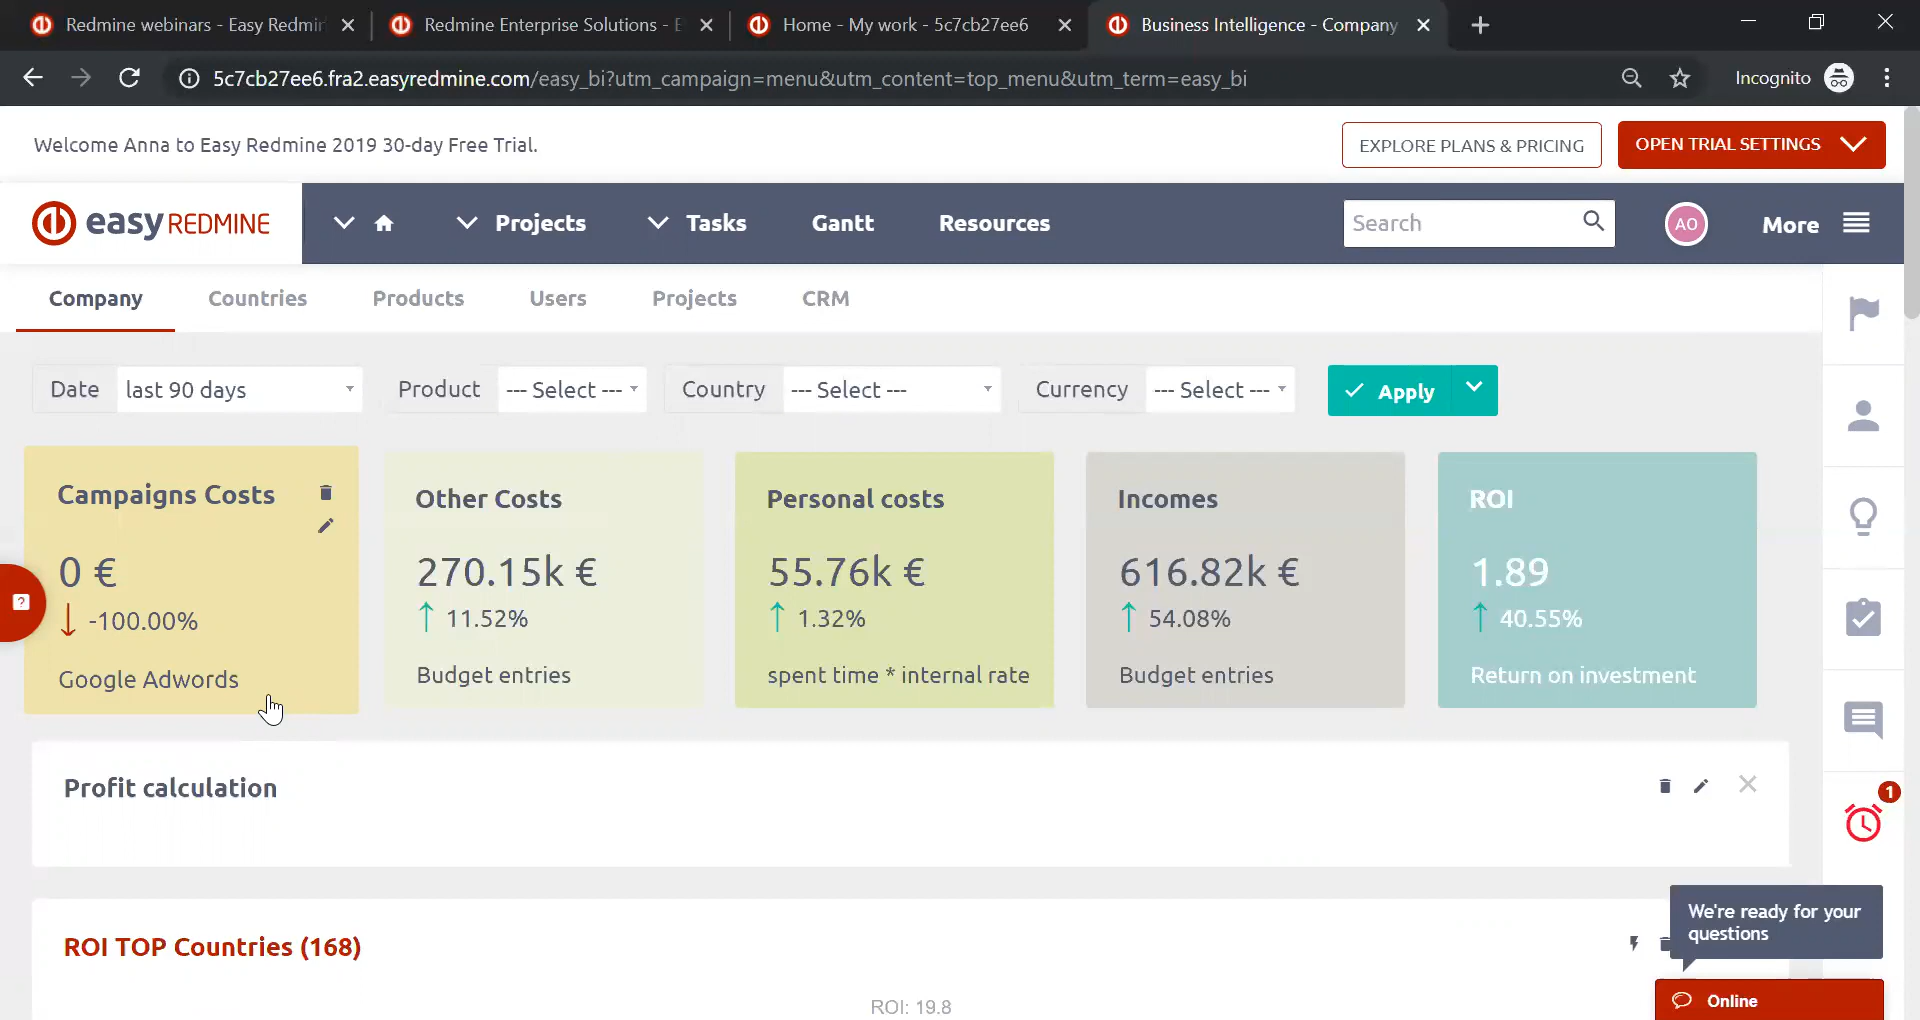 Redmine webinars - Easy Redmin
Redmine Enterprise Solutions - E
Home - My work - 5c7cb27ee6
Business Intelligence - Company
5c7cb27ee6.fra2.easyredmine.com/easy_bi?utm_campaign=menu&utm_content=top_menu&utm_term=easy_bi
Incognito
Welcome Anna to Easy Redmine 2019 30-day Free Trial.
EXPLORE PLANS & PRICING
OPEN TRIAL SETTINGS
easy REDMINE
Projects
Tasks
Gantt
Resources
Search
AO
More
Company
Countries
Products
Users
Projects
CRM
Date
last 90 days
Product
--- Select ---
Country
--- Select ---
Currency
--- Select ---
Apply
Campaigns Costs
0 €
-100.00%
Google Adwords
Other Costs
270.15k €
11.52%
Budget entries
Personal costs
55.76k €
1.32%
spent time * internal rate
Incomes
616.82k €
54.08%
Budget entries
ROI
1.89
40.55%
Return on investment
?
Profit calculation
1
ROI TOP Countries (168)
ROI: 19.8
We're ready for your
questions
Online